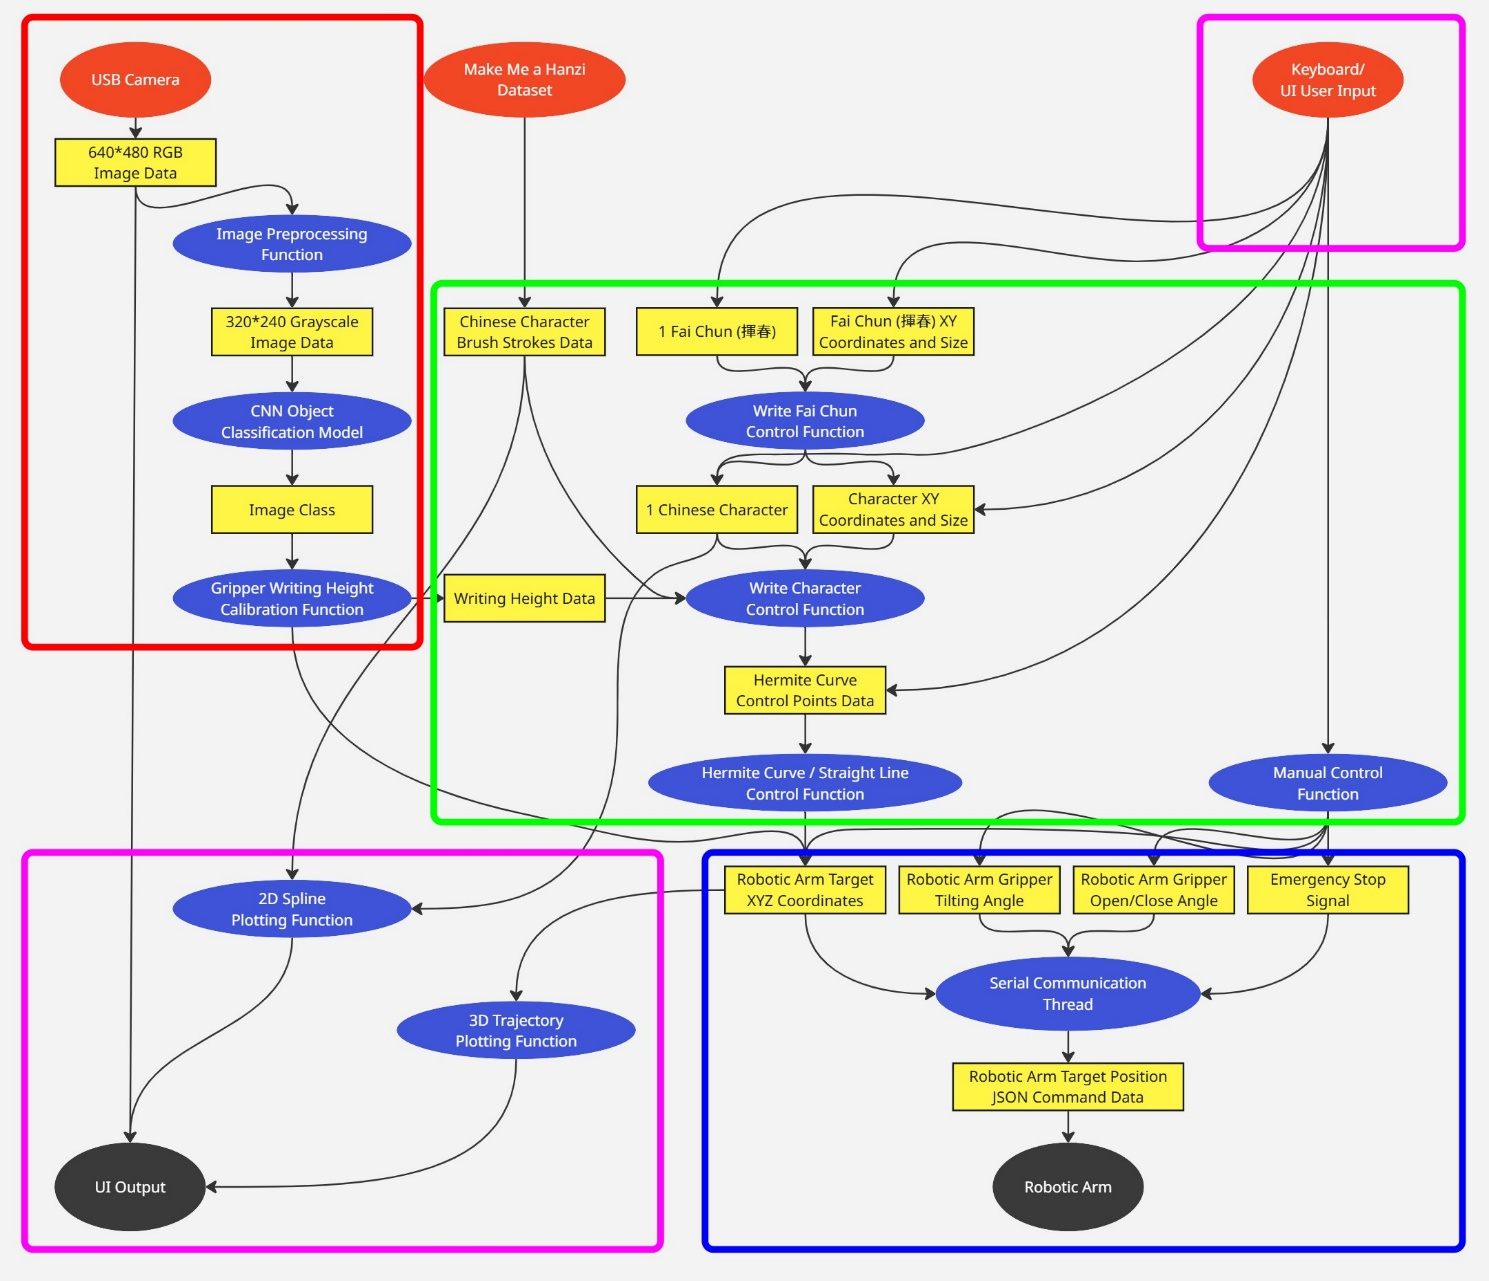 USB Camera
Make Me a Hanzi
Dataset
Keyboard/
UI User Input
640*480 RGB
Image Data
Image Preprocessing
Function
320*240 Grayscale
Image Data
Chinese Character
Brush Strokes Data
1 Fai Chun (揮春)
Fai Chun (揮春) XY
Coordinates and Size
CNN Object
Classification Model
Write Fai Chun
Control Function
Image Class
1 Chinese Character
Character XY
Coordinates and Size
Gripper Writing Height
Calibration Function
Writing Height Data
Write Character
Control Function
Hermite Curve
Control Points Data
Hermite Curve / Straight Line
Control Function
Manual Control
Function
2D Spline
Plotting Function
Robotic Arm Target
XYZ Coordinates
Robotic Arm Gripper
Tilting Angle
Robotic Arm Gripper
Open/Close Angle
Emergency Stop
Signal
3D Trajectory
Plotting Function
Serial Communication
Thread
Robotic Arm Target Position
JSON Command Data
UI Output
Robotic Arm